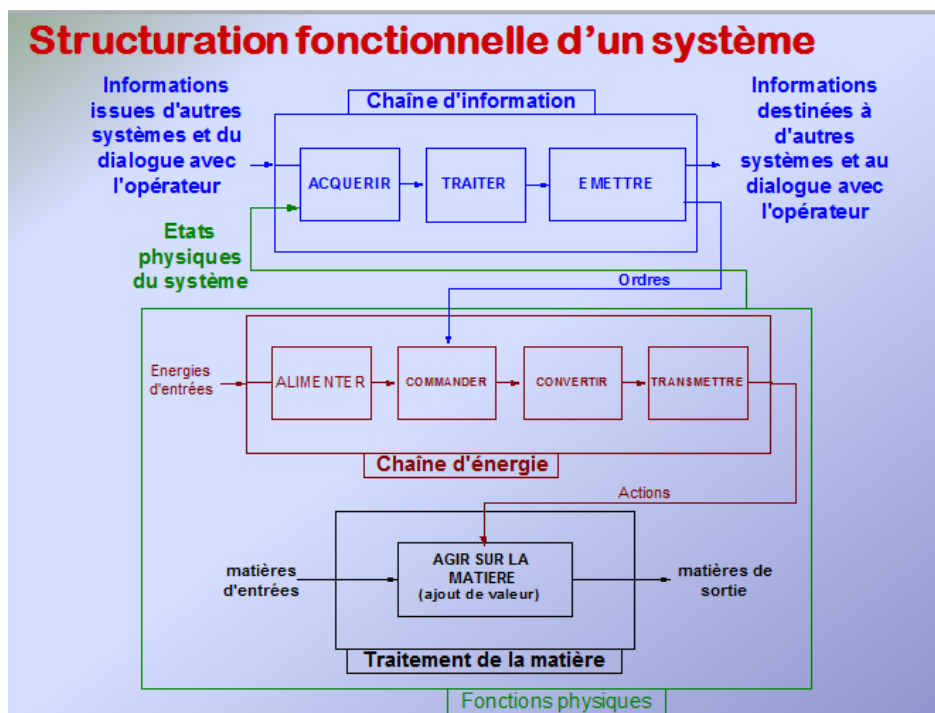 Structuration fonctionnelle d'un système
Informations
issues d'autres
systèmes et du
dialogue avec
l'opérateur
Chaîne d'information
Informations
destinées à
d'autres
systèmes et au
dialogue avec
l'opérateur
ACQUERIR
TRAITER
EMETTRE
Etats
physiques
du système
Ordres
Energies
d'entrées
ALIMENTER
COMMANDER
CONVERTIR
TRANSMETTRE
Chaîne d'énergie
Actions
matières
d'entrées
AGIR SUR LA
MATIERE
(ajout de valeur)
matières de
sortie
Traitement de la matière
Fonctions physiques